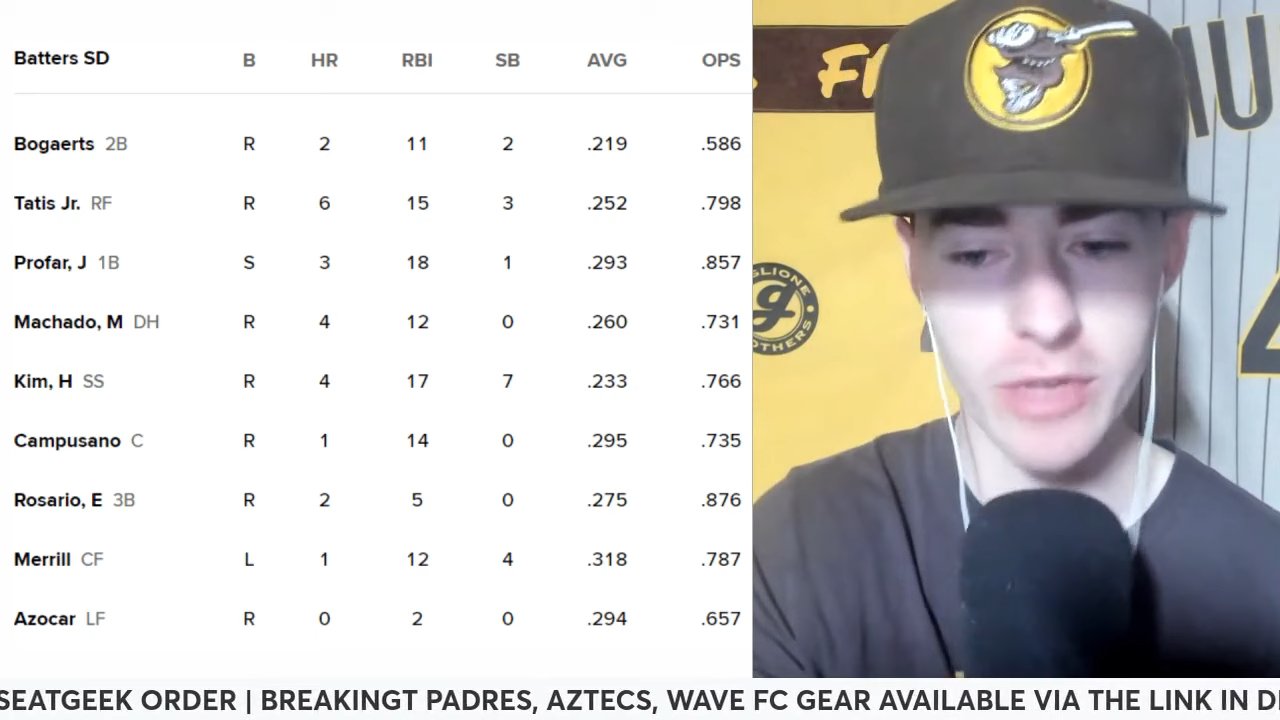 Batters SD B HR RBI SB AVG OPS
Bogaerts 2B R 2 11 2 .219 .586
Tatis Jr. RF R 6 15 3 .252 .798
Profar, J 1B S 3 18 1 .293 .857
Machado, M DH R 4 12 0 .260 .731
Kim, H SS R 4 17 7 .233 .766
Campusano C R 1 14 0 .295 .735
Rosario, E 3B R 2 5 0 .275 .876
Merrill CF L 1 12 4 .318 .787
Azocar LF R 0 2 0 .294 .657
g
SEATGEEK ORDER | BREAKINGT PADRES, AZTECS, WAVE FC GEAR AVAILABLE VIA THE LINK IN